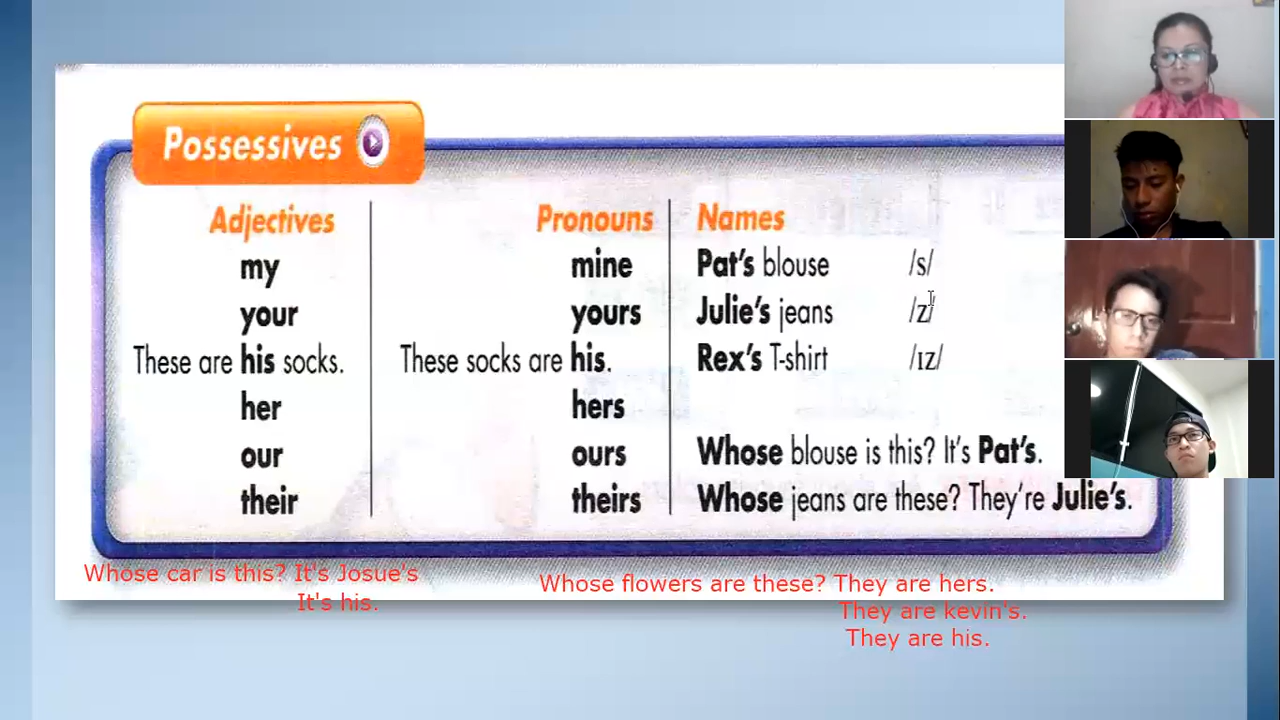 Possessives
Adjectives
my
your
These are his socks.
her
our
their
Pronouns
mine
yours
These socks are his.
hers
ours
theirs
Names
Pat's blouse /s/
Julie's jeans /z/
Rex's T-shirt /ɪz/
Whose blouse is this? It's Pat's.
Whose jeans are these? They're Julie's.
Whose car is this? It's Josue's
It's his.
Whose flowers are these? They are hers.
They are kevin's.
They are his.